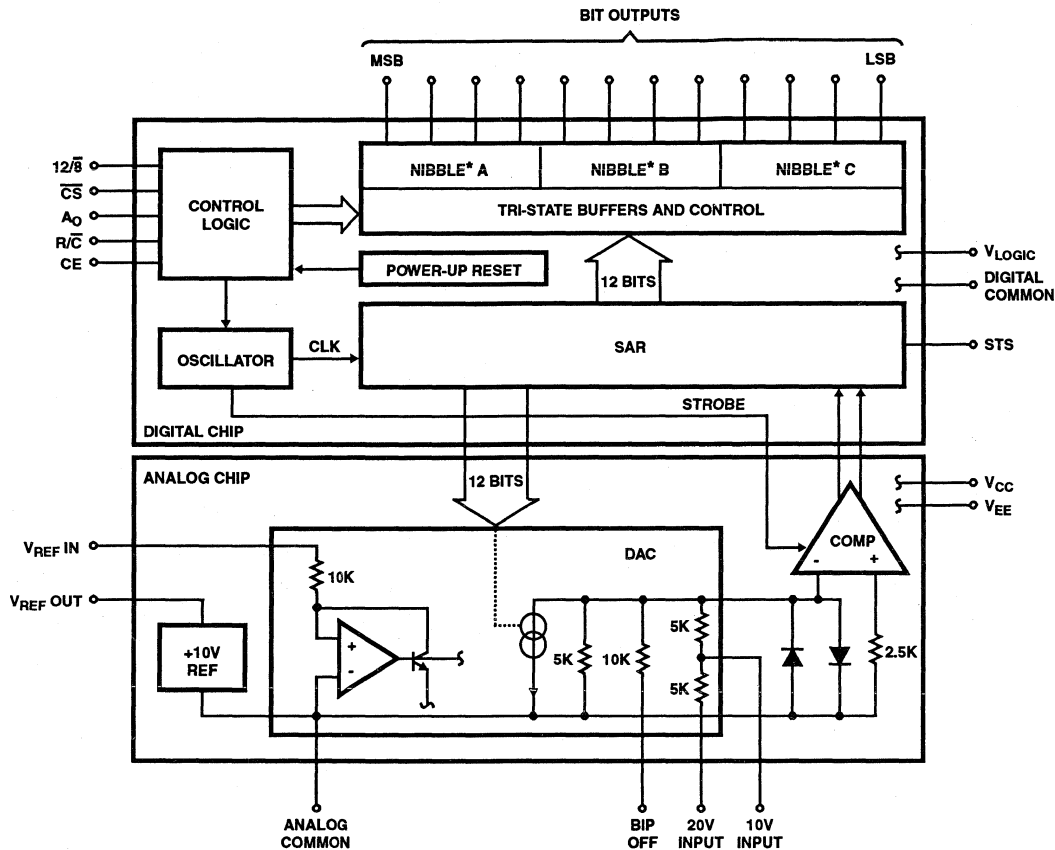 BIT OUTPUTS
MSB
LSB
12/8̅
C̅S̅
A₀
R/C̅
CE
CONTROL
LOGIC
NIBBLE* A
NIBBLE* B
NIBBLE* C
TRI-STATE BUFFERS AND CONTROL
POWER-UP RESET
12 BITS
V LOGIC
DIGITAL
COMMON
OSCILLATOR
CLK
SAR
STS
STROBE
DIGITAL CHIP
ANALOG CHIP
12 BITS
VCC
VEE
COMP
-
+
VREF IN
DAC
10K
VREF OUT
+10V
REF
+
-
5K
10K
5K
5K
2.5K
ANALOG
COMMON
BIP
OFF
20V
INPUT
10V
INPUT